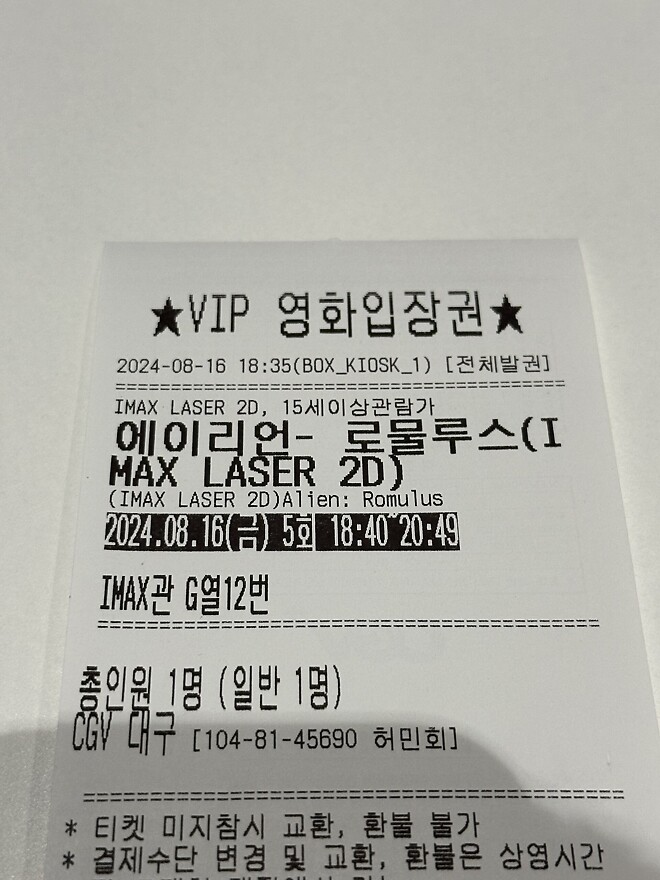 ★VIP 영화입장권★
2024-08-16 18:35(BOX_KIOSK_1) [전체발권]
==================================================
IMAX LASER 2D, 15세이상관람가
에이리언- 로물루스(I
MAX LASER 2D)
(IMAX LASER 2D)Alien: Romulus
2024.08.16(금) 5회 18:40~20:49
IMAX관 G열12번
==================================================
총인원 1명 (일반 1명)
CGV 대구 [104-81-45690 허민회]
==================================================
* 티켓 미지참시 교환, 환불 불가
* 결제수단 변경 및 교환, 환불은 상영시간